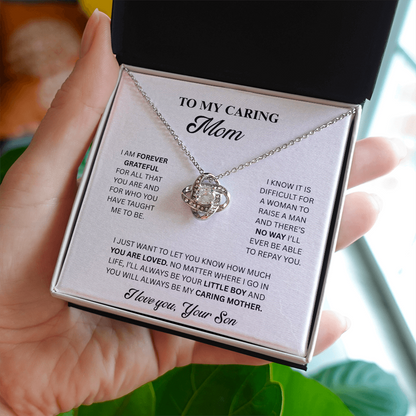 TO MY CARING
Mom
I AM FOREVER
GRATEFUL
FOR ALL THAT
YOU ARE AND
FOR WHO YOU
HAVE TAUGHT
ME TO BE.
I KNOW IT IS
DIFFICULT FOR
A WOMAN TO
RAISE A MAN
AND THERE'S
NO WAY I'LL
EVER BE ABLE
TO REPAY YOU.
I JUST WANT TO LET YOU KNOW HOW MUCH
YOU ARE LOVED. NO MATTER WHERE I GO IN
LIFE, I'LL ALWAYS BE YOUR LITTLE BOY AND
YOU WILL ALWAYS BE MY CARING MOTHER.
I love you, Your Son